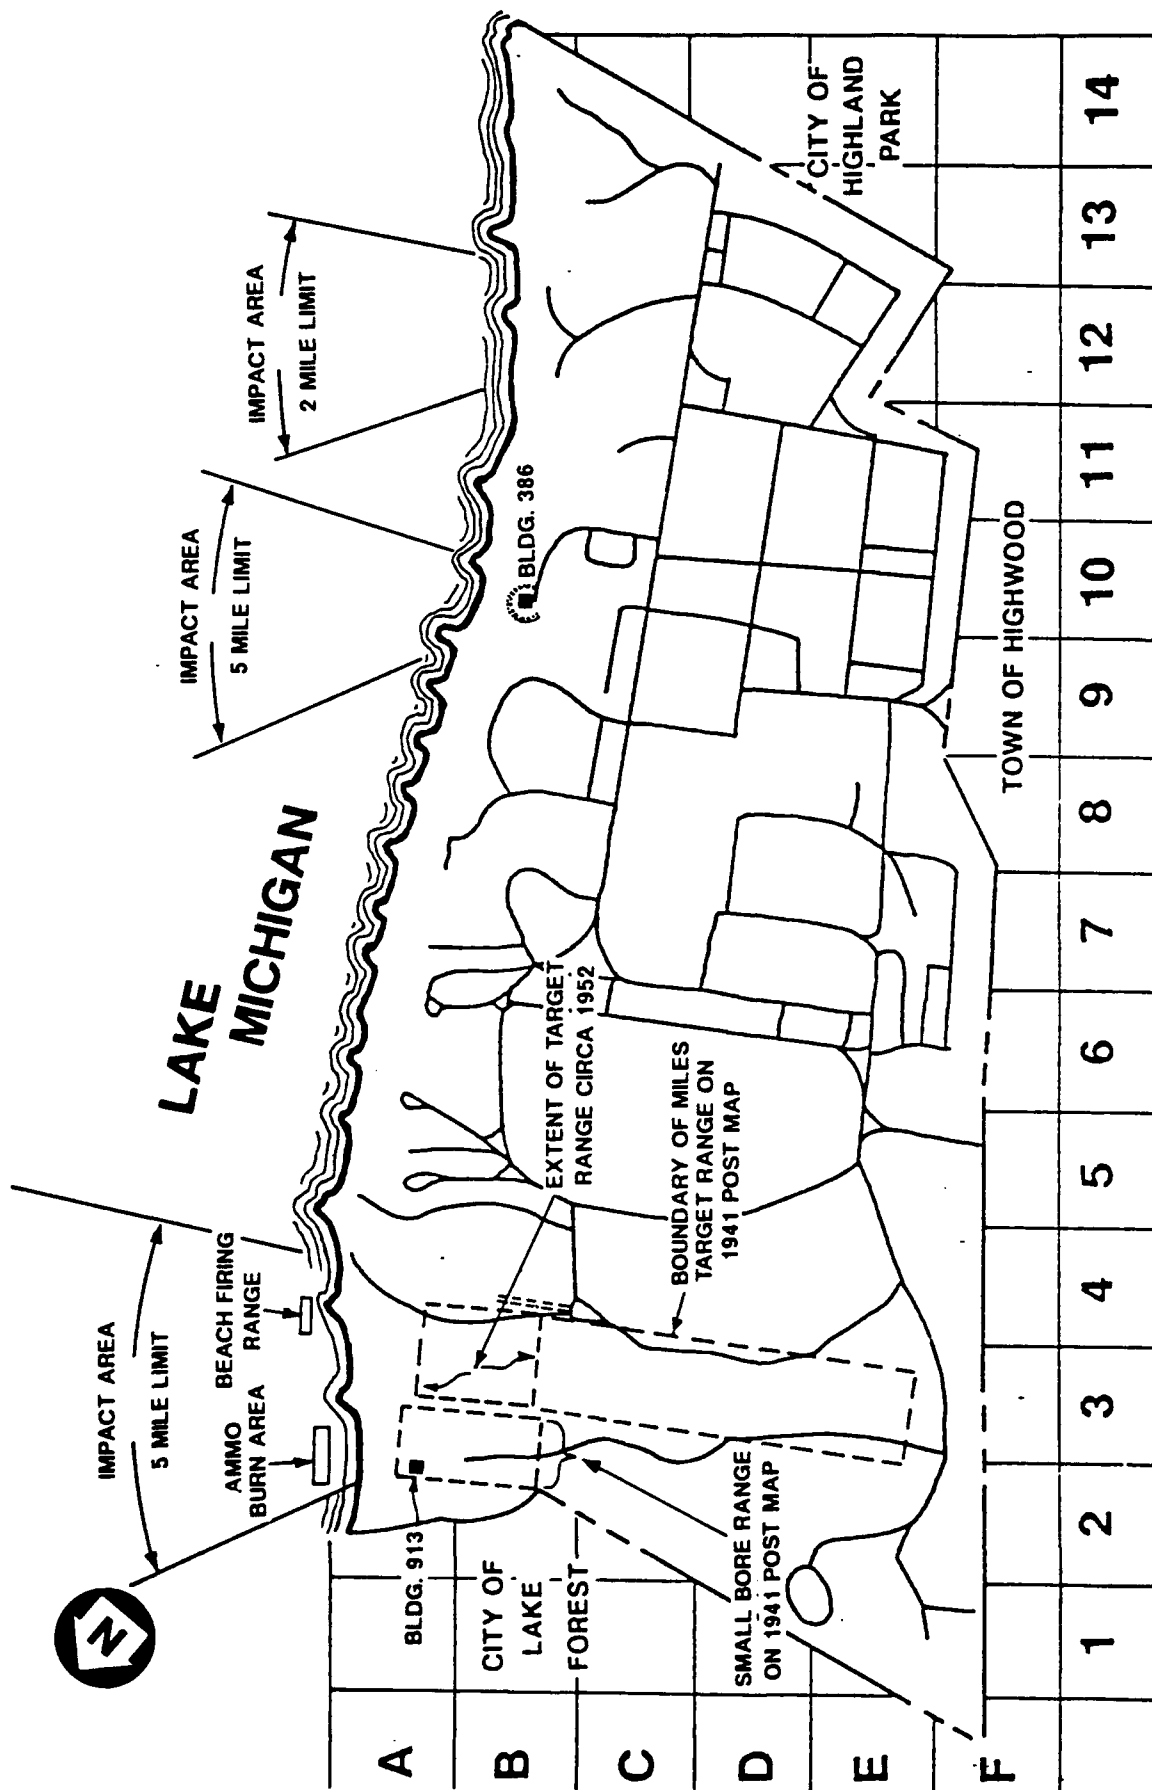 LAKE
MICHIGAN
IMPACT AREA
5 MILE LIMIT
IMPACT AREA
5 MILE LIMIT
IMPACT AREA
2 MILE LIMIT
AMMO
BURN AREA
BEACH FIRING
RANGE
N
BLDG. 913
BLDG. 386
CITY OF
LAKE
FOREST
EXTENT OF TARGET
RANGE CIRCA 1952
BOUNDARY OF MILES
TARGET RANGE ON
1941 POST MAP
SMALL BORE RANGE
ON 1941 POST MAP
TOWN OF HIGHWOOD
CITY OF
HIGHLAND
PARK
A
B
C
D
E
F
1 2 3 4 5 6 7 8 9 10 11 12 13 14